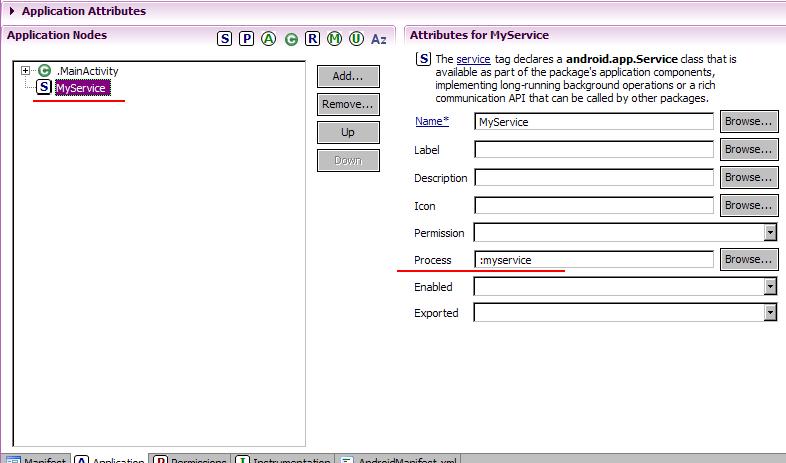 Application Attributes
Application Nodes
S P A C R M U Az
.MainActivity
S MyService
Add...
Remove...
Up
Down
Attributes for MyService
S The service tag declares a android.app.Service class that is
available as part of the package's application components,
implementing long-running background operations or a rich
communication API that can be called by other packages.
Name* MyService Browse...
Label Browse...
Description Browse...
Icon Browse...
Permission
Process :myservice Browse...
Enabled
Exported
Manifest A Application P Permissions I Instrumentation AndroidManifest.xml